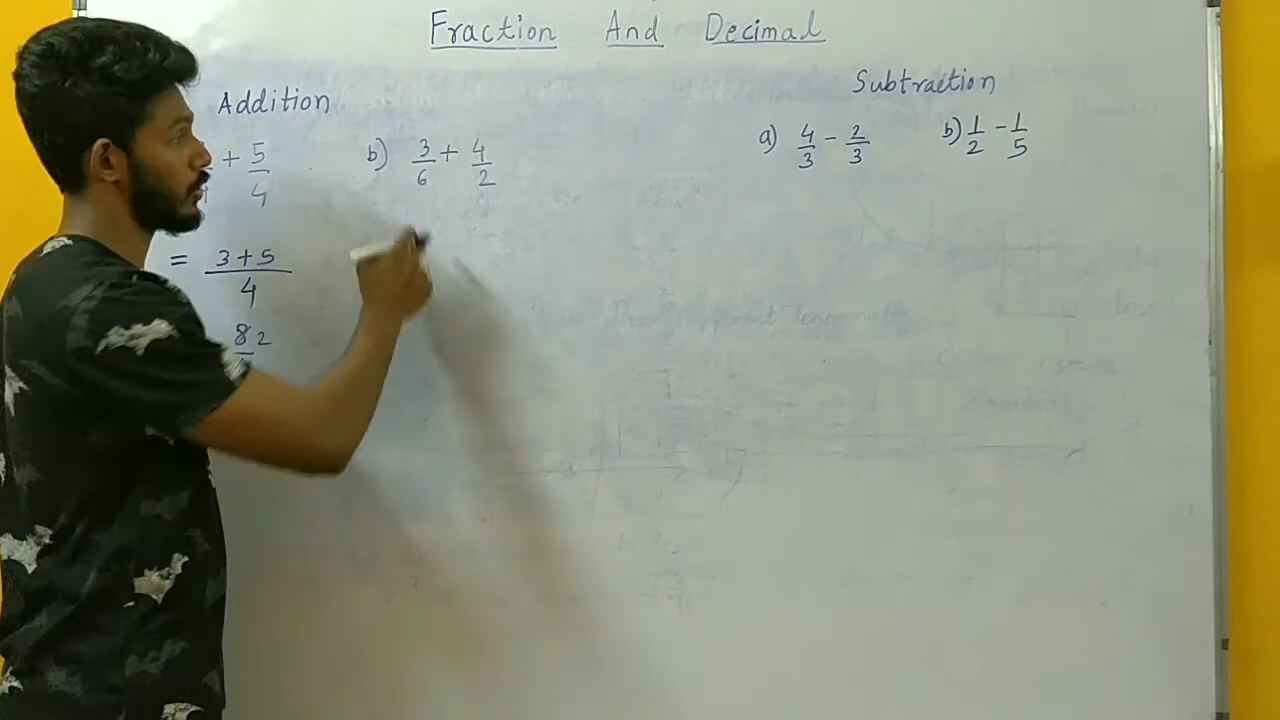 Fraction And Decimal
Addition
Subtraction
+ 5/4
b) 3/6 + 4/2
a) 4/3 - 2/3
b) 1/2 - 1/5
= 3+5/4
8 2